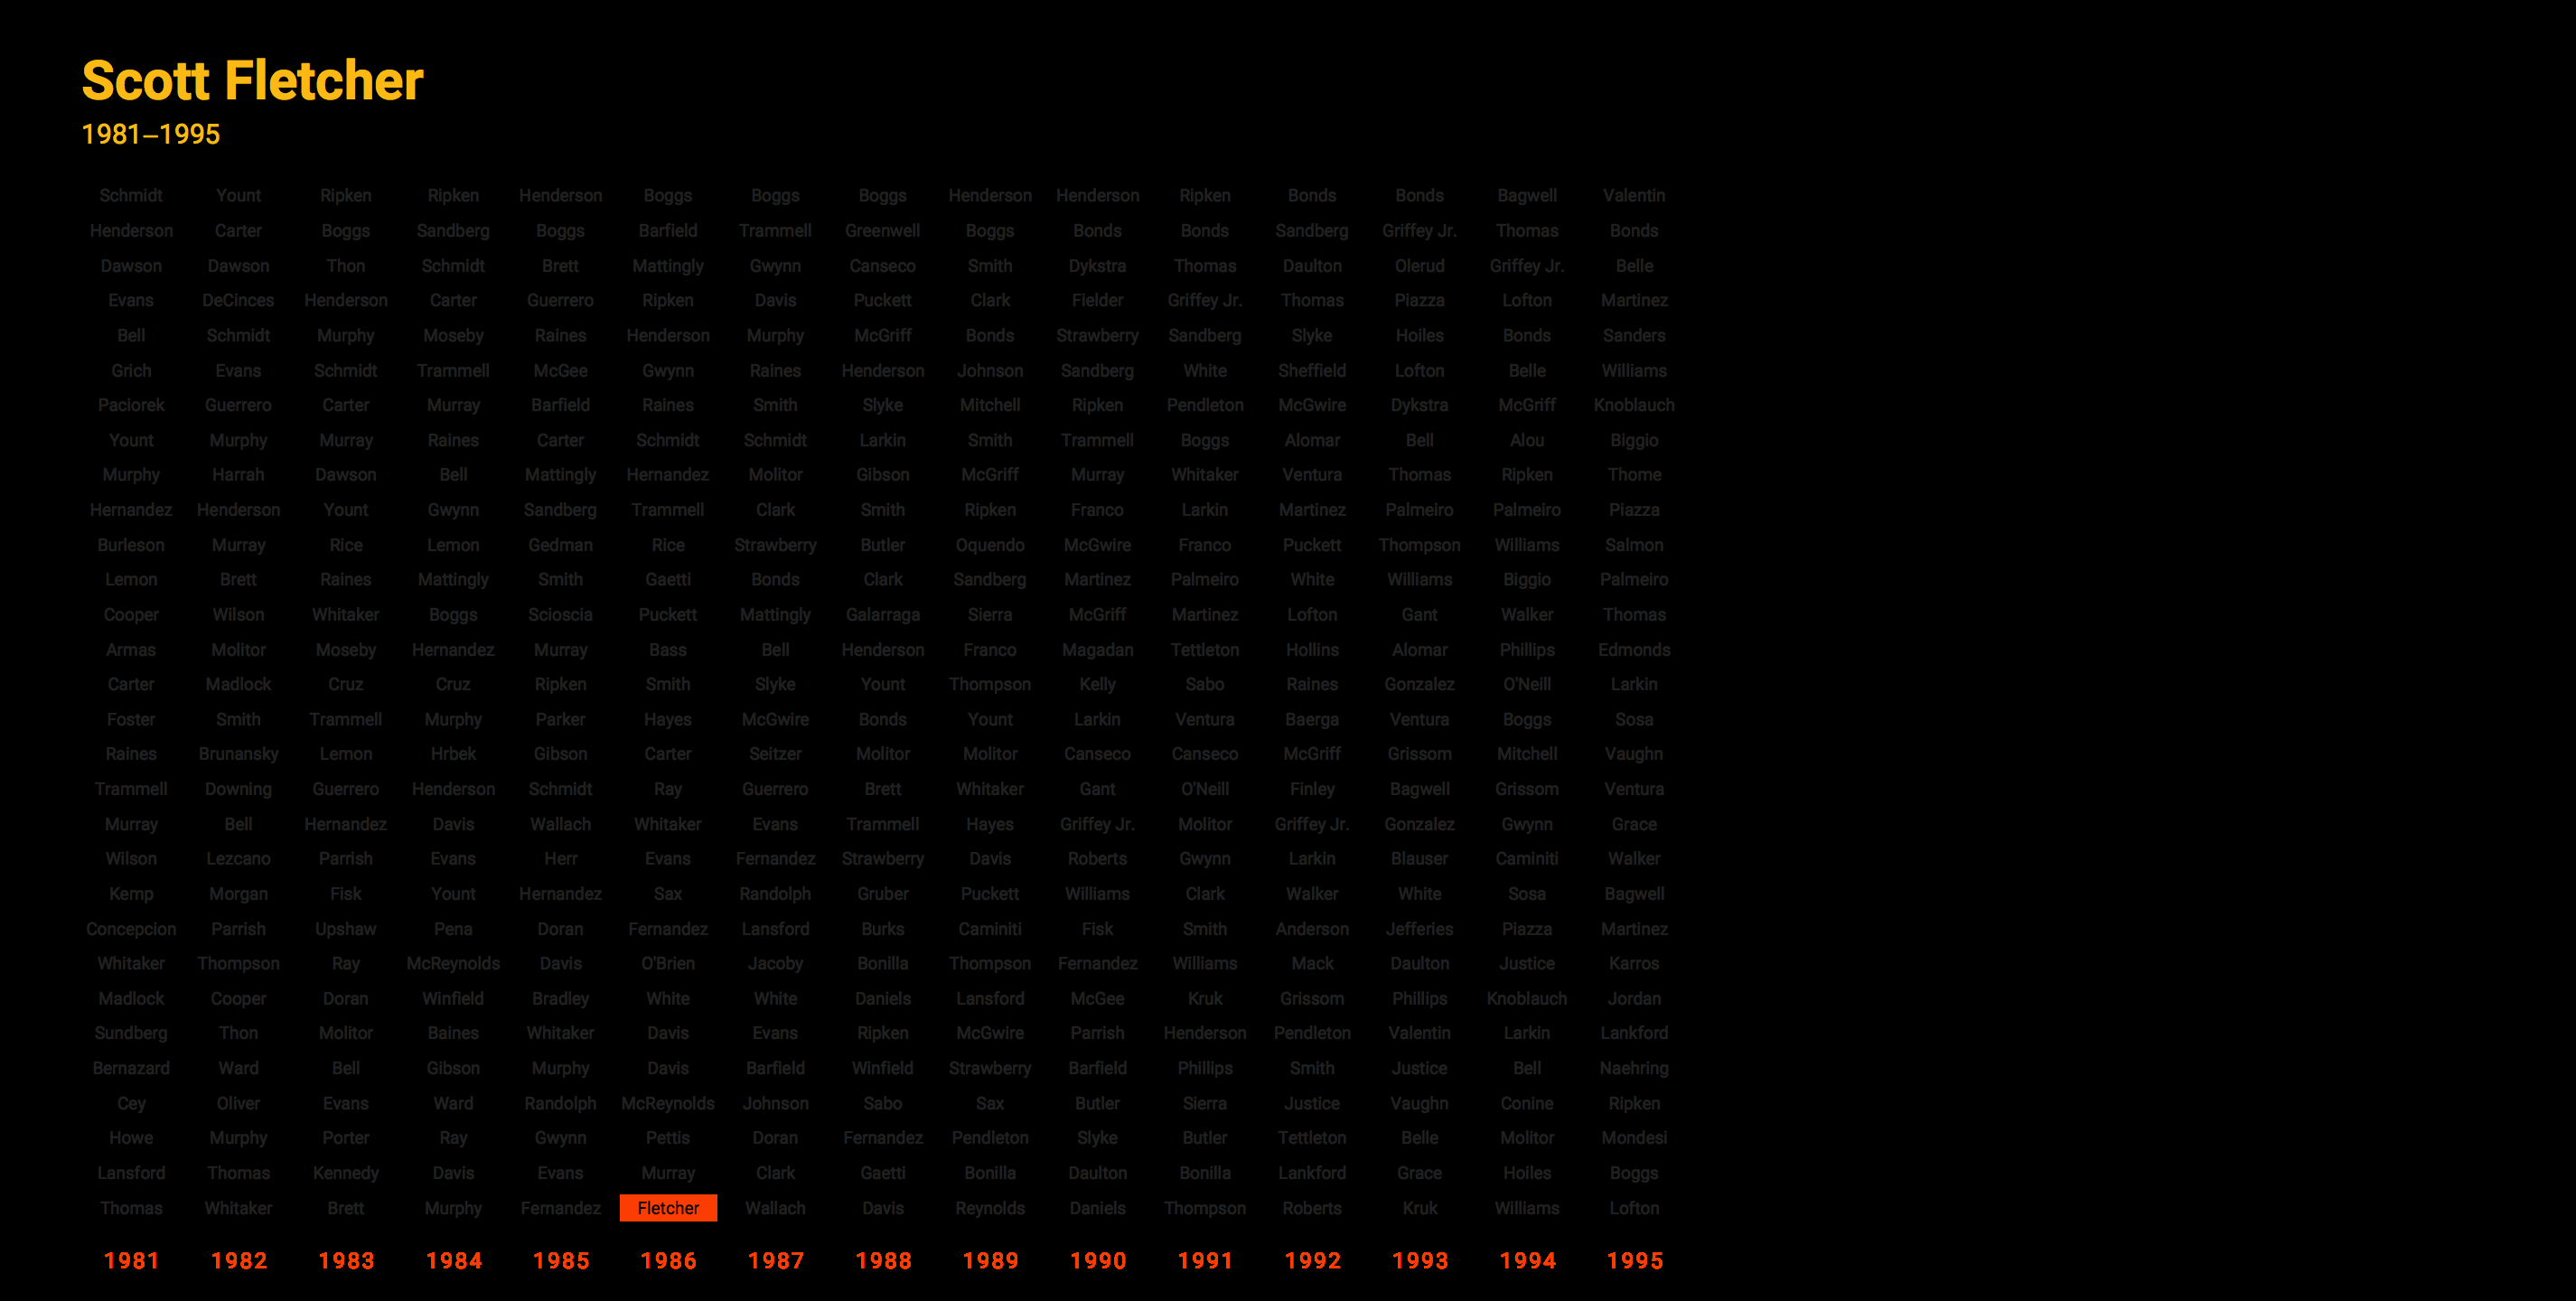 Scott Fletcher
1981–1995
Schmidt Yount Ripken Ripken Henderson Boggs Boggs Boggs Henderson Henderson Ripken Bonds Bonds Bagwell Valentin
Henderson Carter Boggs Sandberg Boggs Barfield Trammell Greenwell Boggs Bonds Bonds Sandberg Griffey Jr. Thomas Bonds
Dawson Dawson Thon Schmidt Brett Mattingly Gwynn Canseco Smith Dykstra Thomas Daulton Olerud Griffey Jr. Belle
Evans DeCinces Henderson Carter Guerrero Ripken Davis Puckett Clark Fielder Griffey Jr. Thomas Piazza Lofton Martinez
Bell Schmidt Murphy Moseby Raines Henderson Murphy McGriff Bonds Strawberry Sandberg Slyke Hoiles Bonds Sanders
Grich Evans Schmidt Trammell McGee Gwynn Raines Henderson Johnson Sandberg White Sheffield Lofton Belle Williams
Paciorek Guerrero Carter Murray Barfield Raines Smith Slyke Mitchell Ripken Pendleton McGwire Dykstra McGriff Knoblauch
Yount Murphy Murray Raines Carter Schmidt Schmidt Larkin Smith Trammell Boggs Alomar Bell Alou Biggio
Murphy Harrah Dawson Bell Mattingly Hernandez Molitor Gibson McGriff Murray Whitaker Ventura Thomas Ripken Thome
Hernandez Henderson Yount Gwynn Sandberg Trammell Clark Smith Ripken Franco Larkin Martinez Palmeiro Palmeiro Piazza
Burleson Murray Rice Lemon Gedman Rice Strawberry Butler Oquendo McGwire Franco Puckett Thompson Williams Salmon
Lemon Brett Raines Mattingly Smith Gaetti Bonds Clark Sandberg Martinez Palmeiro White Williams Biggio Palmeiro
Cooper Wilson Whitaker Boggs Scioscia Puckett Mattingly Galarraga Sierra McGriff Martinez Lofton Gant Walker Thomas
Armas Molitor Moseby Hernandez Murray Bass Bell Henderson Franco Magadan Tettleton Hollins Alomar Phillips Edmonds
Carter Madlock Cruz Cruz Ripken Smith Slyke Yount Thompson Kelly Sabo Raines Gonzalez O'Neill Larkin
Foster Smith Trammell Murphy Parker Hayes McGwire Bonds Yount Larkin Ventura Baerga Ventura Boggs Sosa
Raines Brunansky Lemon Hrbek Gibson Carter Seitzer Molitor Molitor Canseco Canseco McGriff Grissom Mitchell Vaughn
Trammell Downing Guerrero Henderson Schmidt Ray Guerrero Brett Whitaker Gant O'Neill Finley Bagwell Grissom Ventura
Murray Bell Hernandez Davis Wallach Whitaker Evans Trammell Hayes Griffey Jr. Molitor Griffey Jr. Gonzalez Gwynn Grace
Wilson Lezcano Parrish Evans Herr Evans Fernandez Strawberry Davis Roberts Gwynn Larkin Blauser Caminiti Walker
Kemp Morgan Fisk Yount Hernandez Sax Randolph Gruber Puckett Williams Clark Walker White Sosa Bagwell
Concepcion Parrish Upshaw Pena Doran Fernandez Lansford Burks Caminiti Fisk Smith Anderson Jefferies Piazza Martinez
Whitaker Thompson Ray McReynolds Davis O'Brien Jacoby Bonilla Thompson Fernandez Williams Mack Daulton Justice Karros
Madlock Cooper Doran Winfield Bradley White White Daniels Lansford McGee Kruk Grissom Phillips Knoblauch Jordan
Sundberg Thon Molitor Baines Whitaker Davis Evans Ripken McGwire Parrish Henderson Pendleton Valentin Larkin Lankford
Bernazard Ward Bell Gibson Murphy Davis Barfield Winfield Strawberry Barfield Phillips Smith Justice Bell Naehring
Cey Oliver Evans Ward Randolph McReynolds Johnson Sabo Sax Butler Sierra Justice Vaughn Conine Ripken
Howe Murphy Porter Ray Gwynn Pettis Doran Fernandez Pendleton Slyke Butler Tettleton Belle Molitor Mondesi
Lansford Thomas Kennedy Davis Evans Murray Clark Gaetti Bonilla Daulton Bonilla Lankford Grace Hoiles Boggs
Thomas Whitaker Brett Murphy Fernandez Fletcher Wallach Davis Reynolds Daniels Thompson Roberts Kruk Williams Lofton
1981 1982 1983 1984 1985 1986 1987 1988 1989 1990 1991 1992 1993 1994 1995